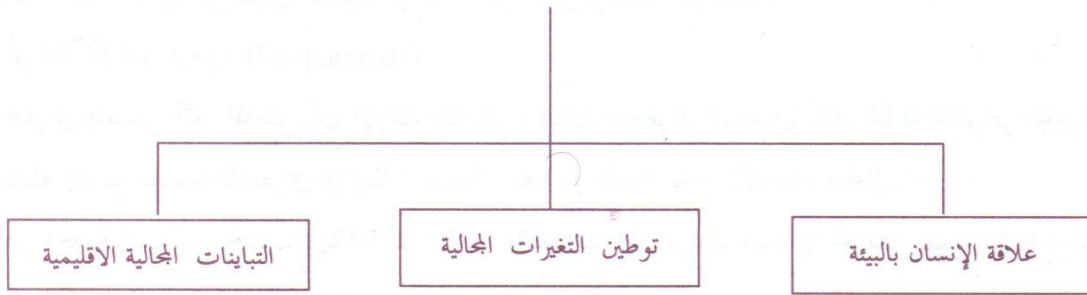 علاقة الإنسان بالبيئة
توطين التغيرات المجالية
التباينات المجالية الاقليمية